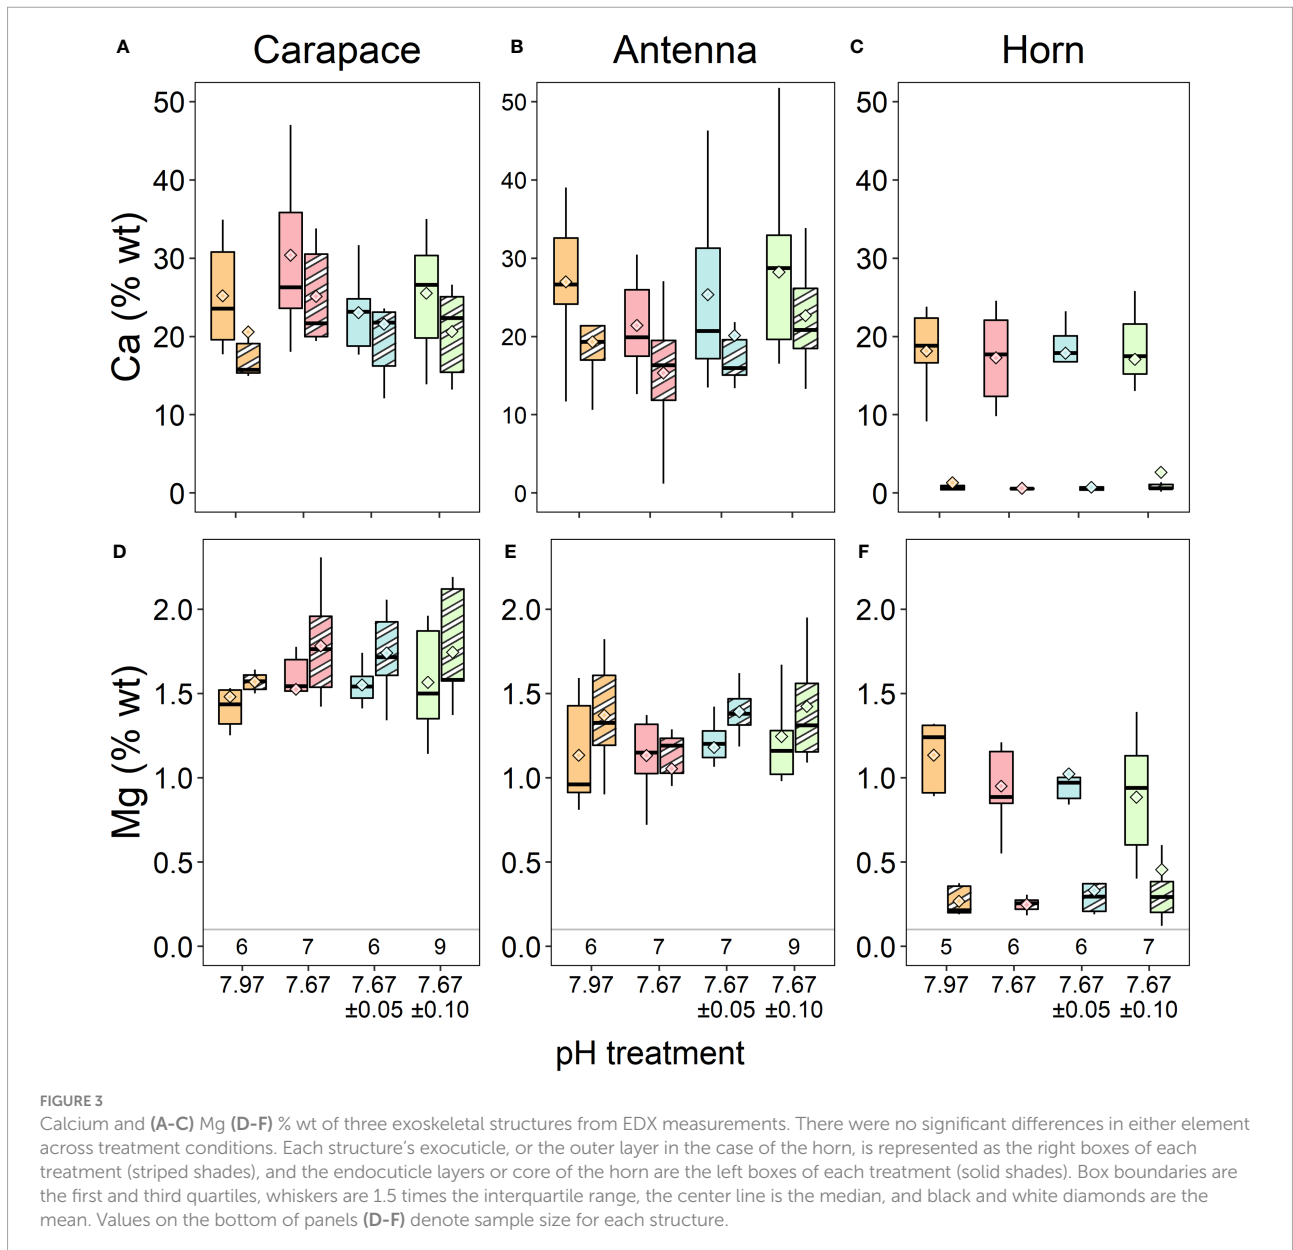 A Carapace B Antenna C Horn
Ca (% wt)
50
40
30
20
10
0
50
40
30
20
10
0
50
40
30
20
10
0
D E F
Mg (% wt)
2.0
1.5
1.0
0.5
0.0
2.0
1.5
1.0
0.5
0.0
2.0
1.5
1.0
0.5
0.0
6 7 6 9 6 7 7 9 5 6 6 7
7.97 7.67 7.67 7.67 7.97 7.67 7.67 7.67 7.97 7.67 7.67 7.67
±0.05 ±0.10 ±0.05 ±0.10 ±0.05 ±0.10
pH treatment
FIGURE 3
Calcium and (A-C) Mg (D-F) % wt of three exoskeletal structures from EDX measurements. There were no significant differences in either element
across treatment conditions. Each structure's exocuticle, or the outer layer in the case of the horn, is represented as the right boxes of each
treatment (striped shades), and the endocuticle layers or core of the horn are the left boxes of each treatment (solid shades). Box boundaries are
the first and third quartiles, whiskers are 1.5 times the interquartile range, the center line is the median, and black and white diamonds are the
mean. Values on the bottom of panels (D-F) denote sample size for each structure.